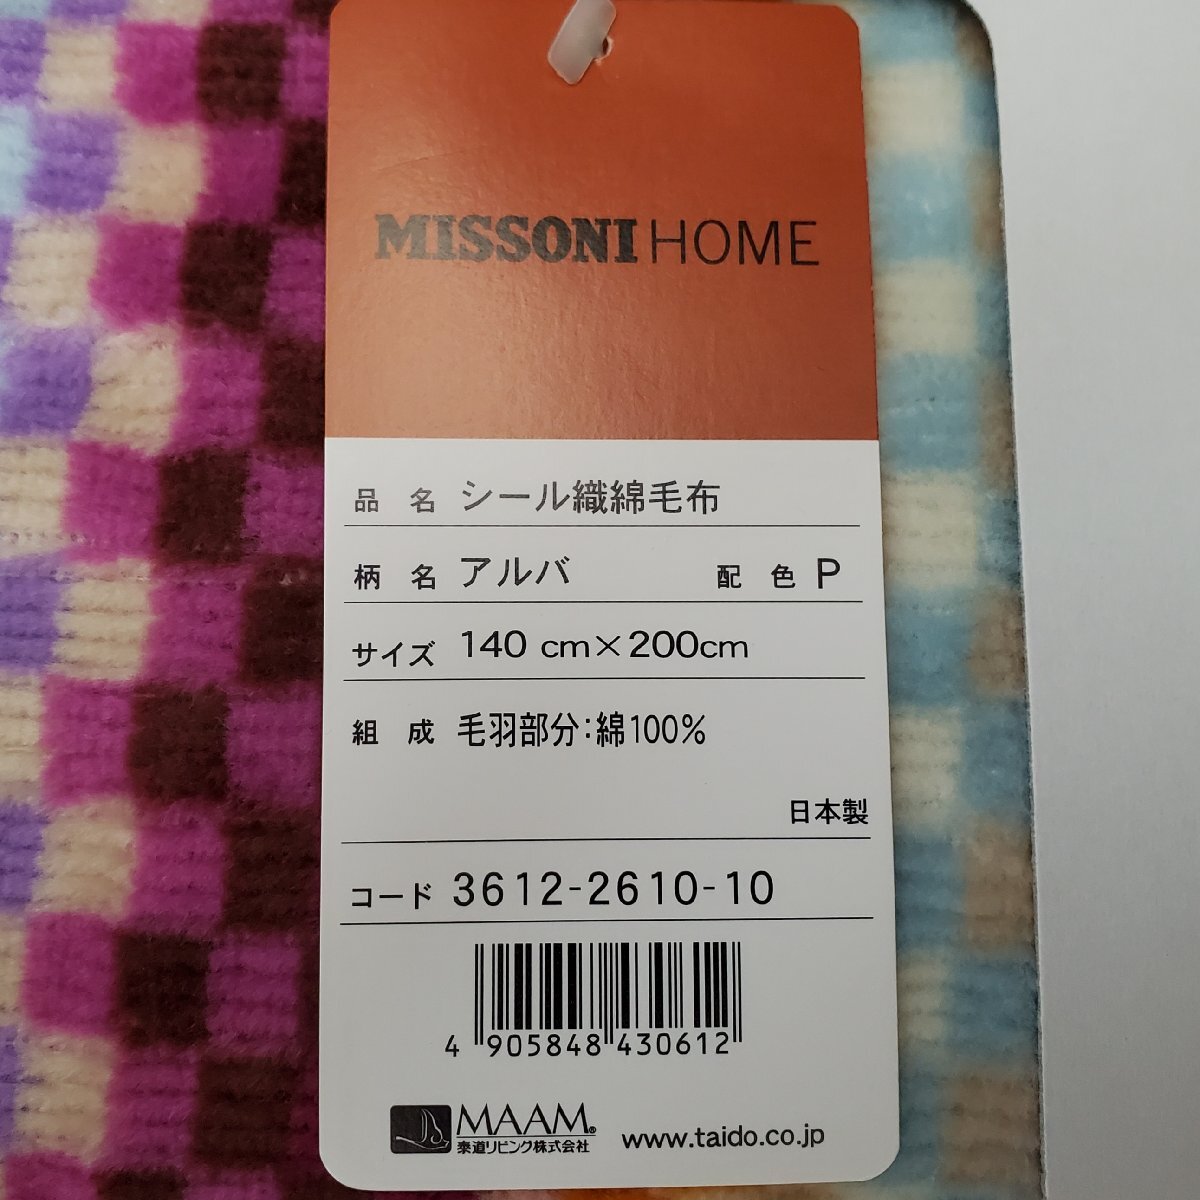 MISSONI HOME
品 名 シール織綿毛布
柄 名 アルバ 配 色 P
サイズ 140 cm×200cm
組 成 毛羽部分:綿100%
日本製
コード 3612-2610-10
4 905848 430612
MAAM®
泰道リビング株式会社
www.taido.co.jp